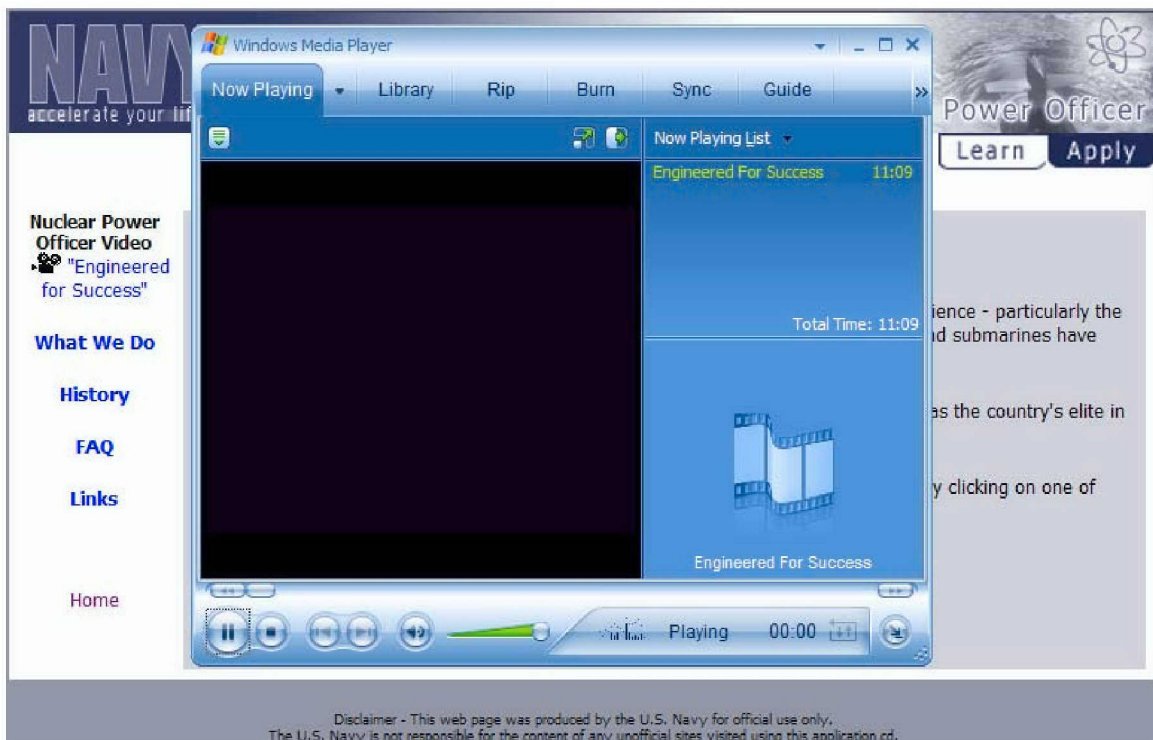 NAVY
accelerate your lif
Windows Media Player
Now Playing Library Rip Burn Sync Guide »
Power Officer
Learn Apply
Now Playing List
Engineered For Success 11:09
Total Time: 11:09
Engineered For Success
Nuclear Power
Officer Video
"Engineered
for Success"
What We Do
History
FAQ
Links
Home
ience - particularly the
nd submarines have
as the country's elite in
y clicking on one of
Playing 00:00
Disclaimer - This web page was produced by the U.S. Navy for official use only.
The U.S. Navy is not responsible for the content of any unofficial sites visited using this application cd.